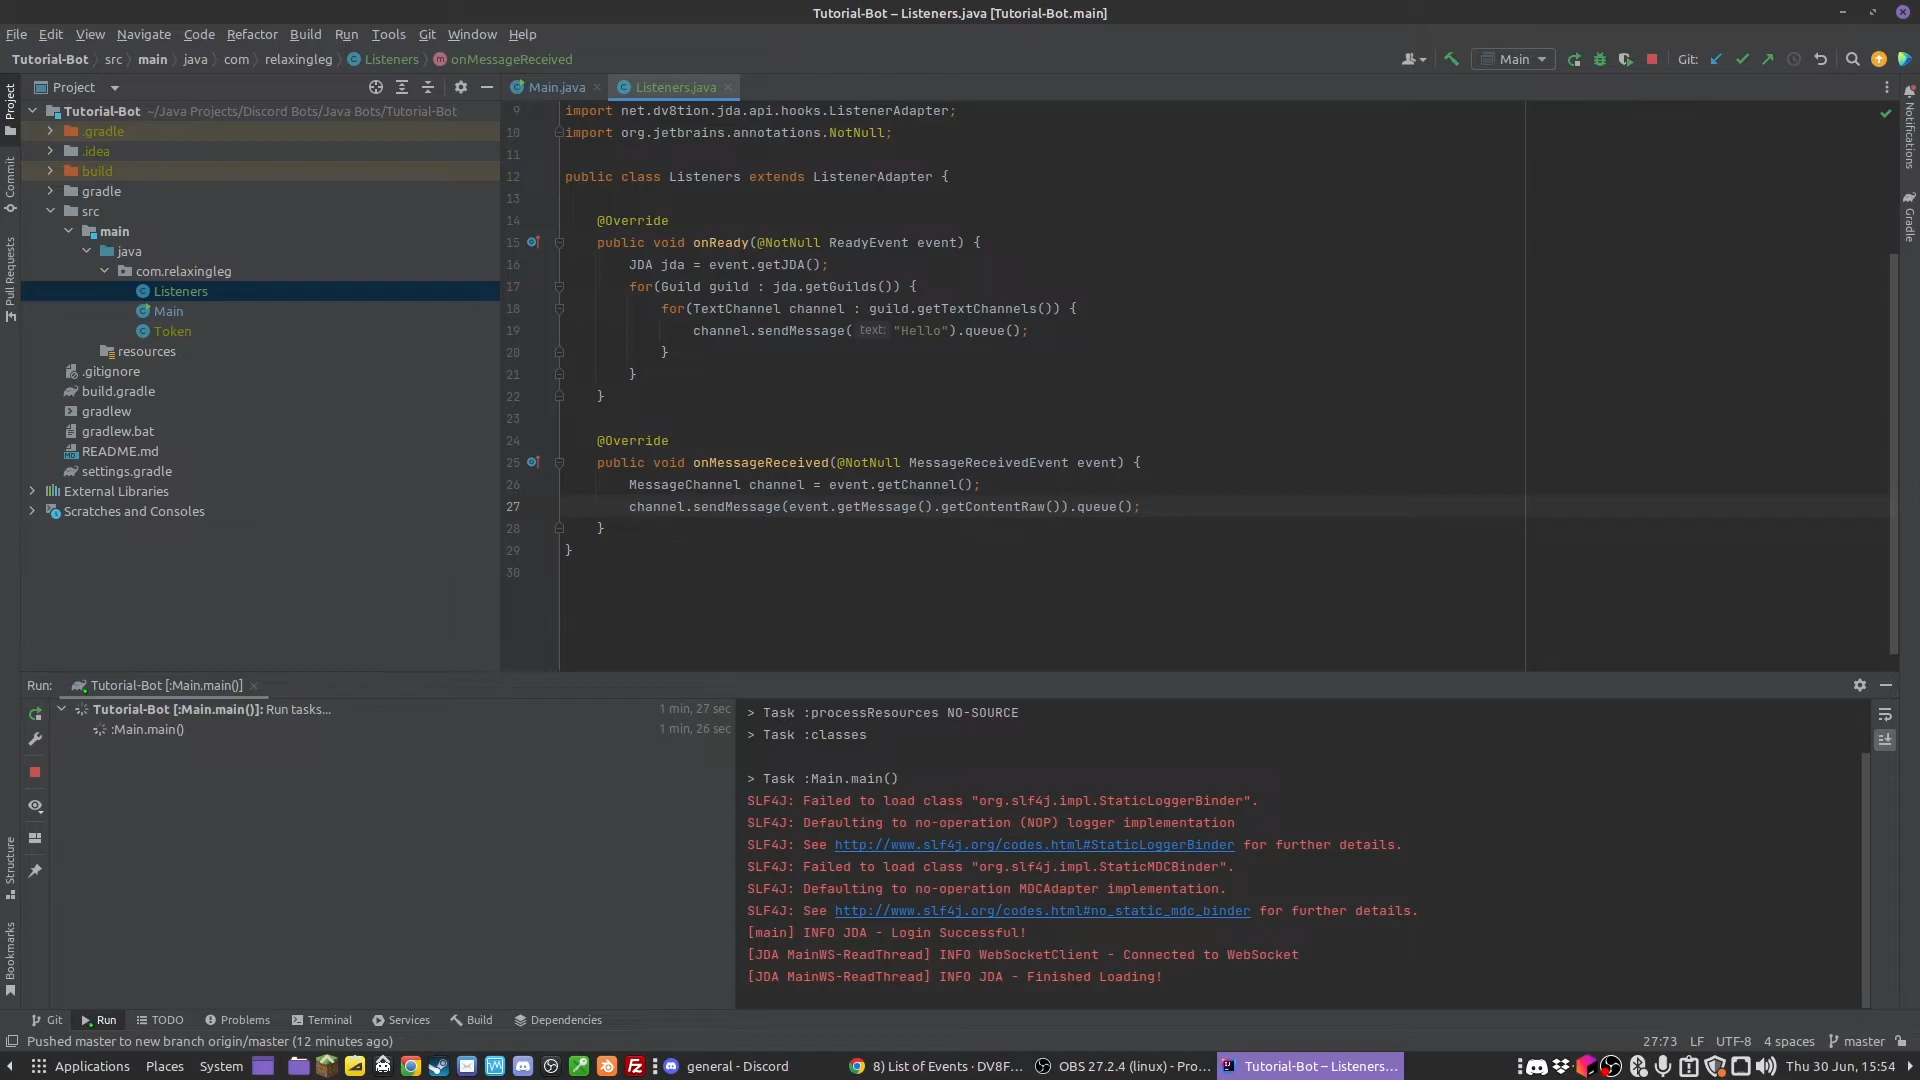 Tutorial-Bot – Listeners.java [Tutorial-Bot.main]
File Edit View Navigate Code Refactor Build Run Tools Git Window Help
Tutorial-Bot src main java com relaxingleg Listeners onMessageReceived
Main Git:
Project
Main.java Listeners.java
Tutorial-Bot ~/Java Projects/Discord Bots/Java Bots/Tutorial-Bot
.gradle
.idea
build
gradle
src
main
java
com.relaxingleg
Listeners
Main
Token
resources
.gitignore
build.gradle
gradlew
gradlew.bat
README.md
settings.gradle
External Libraries
Scratches and Consoles
Project
Commit
Pull Requests
Structure
Bookmarks
9 import net.dv8tion.jda.api.hooks.ListenerAdapter;
10 import org.jetbrains.annotations.NotNull;
11
12 public class Listeners extends ListenerAdapter {
13
14 @Override
15 public void onReady(@NotNull ReadyEvent event) {
16 JDA jda = event.getJDA();
17 for(Guild guild : jda.getGuilds()) {
18 for(TextChannel channel : guild.getTextChannels()) {
19 channel.sendMessage( text: "Hello").queue();
20 }
21 }
22 }
23
24 @Override
25 public void onMessageReceived(@NotNull MessageReceivedEvent event) {
26 MessageChannel channel = event.getChannel();
27 channel.sendMessage(event.getMessage().getContentRaw()).queue();
28 }
29 }
30
Notifications
Gradle
Run: Tutorial-Bot [:Main.main()]
Tutorial-Bot [:Main.main()]: Run tasks... 1 min, 27 sec
:Main.main() 1 min, 26 sec
> Task :processResources NO-SOURCE
> Task :classes
> Task :Main.main()
SLF4J: Failed to load class "org.slf4j.impl.StaticLoggerBinder".
SLF4J: Defaulting to no-operation (NOP) logger implementation
SLF4J: See http://www.slf4j.org/codes.html#StaticLoggerBinder for further details.
SLF4J: Failed to load class "org.slf4j.impl.StaticMDCBinder".
SLF4J: Defaulting to no-operation MDCAdapter implementation.
SLF4J: See http://www.slf4j.org/codes.html#no_static_mdc_binder for further details.
[main] INFO JDA - Login Successful!
[JDA MainWS-ReadThread] INFO WebSocketClient - Connected to WebSocket
[JDA MainWS-ReadThread] INFO JDA - Finished Loading!
Git Run TODO Problems Terminal Services Build Dependencies
Pushed master to new branch origin/master (12 minutes ago) 27:73 LF UTF-8 4 spaces master
Applications Places System general - Discord 8) List of Events · DV8F... OBS 27.2.4 (linux) - Pro... Tutorial-Bot – Listeners... Thu 30 Jun, 15:54